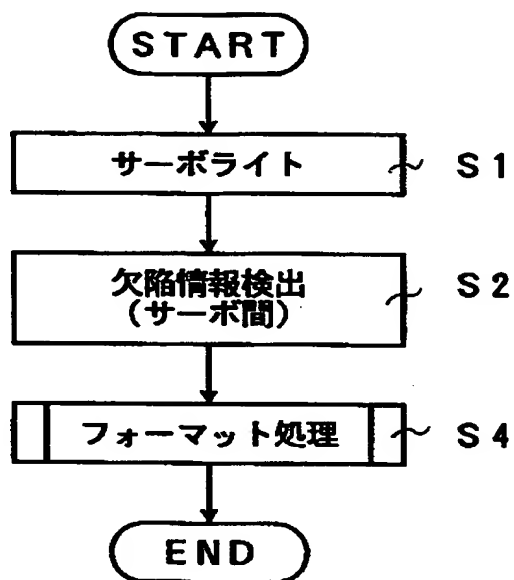 START
サーボライト
S1
欠陥情報検出
(サーボ間)
S2
フォーマット処理
S4
END